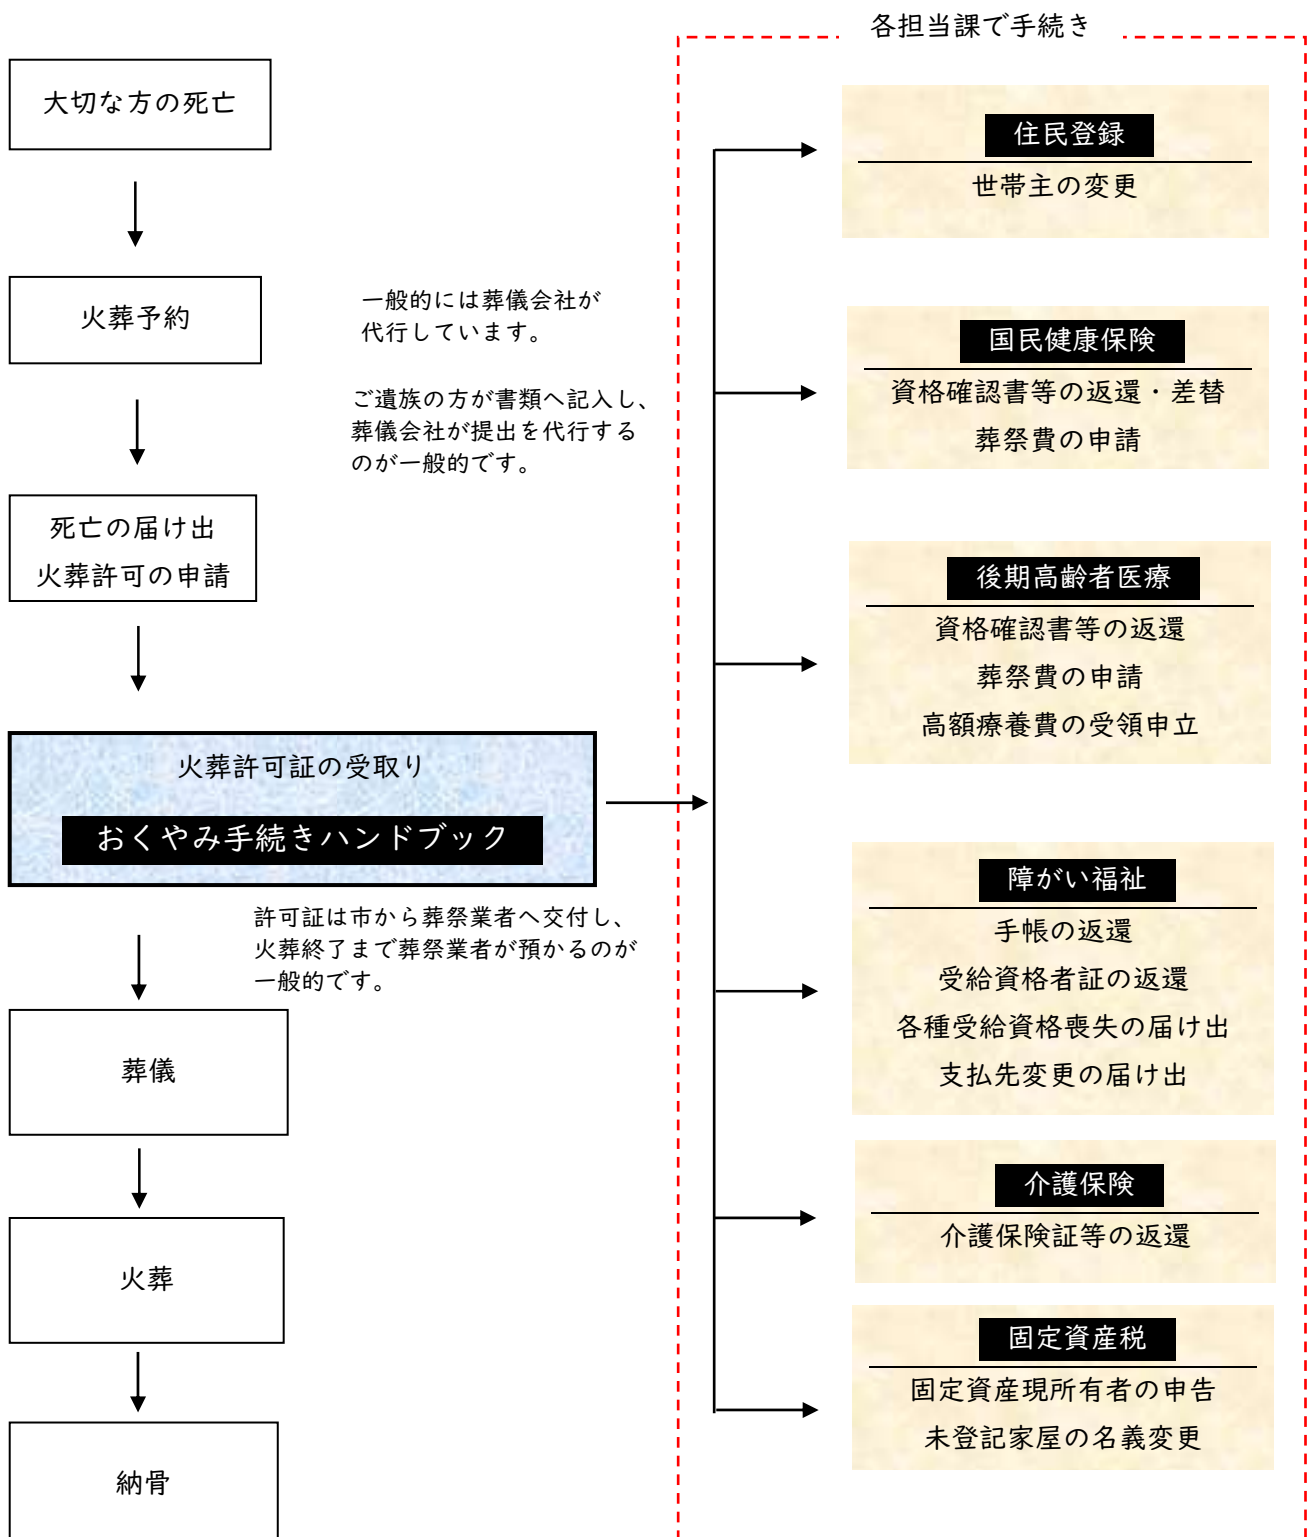 大切な方の死亡
火葬予約
一般的には葬儀会社が
代行しています。
ご遺族の方が書類へ記入し、
葬儀会社が提出を代行する
のが一般的です。
死亡の届け出
火葬許可の申請
火葬許可証の受取り
おくやみ手続きハンドブック
許可証は市から葬祭業者へ交付し、
火葬終了まで葬祭業者が預かるのが
一般的です。
葬儀
火葬
納骨
各担当課で手続き
住民登録
世帯主の変更
国民健康保険
資格確認書等の返還・差替
葬祭費の申請
後期高齢者医療
資格確認書等の返還
葬祭費の申請
高額療養費の受領申立
障がい福祉
手帳の返還
受給資格者証の返還
各種受給資格喪失の届け出
支払先変更の届け出
介護保険
介護保険証等の返還
固定資産税
固定資産現所有者の申告
未登記家屋の名義変更